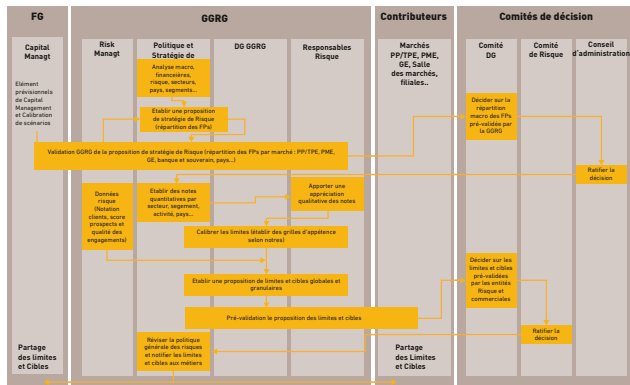 FG
GGRG
Contributeurs
Comités de décision
Capital
Managt
Risk
Managt
Politique et
Stratégie de
DG GGRG
Responsables
Risque
Marchés
PP/TPE, PME,
GE, Salle
des marchés,
filiales..
Comité
DG
Comité
de Risque
Conseil
d'administration
Elément
prévisionnels
de Capital
Management
et Calibration
de scénarios
Analyse macro,
financières,
risque, secteurs,
pays, segments...
Etablir une proposition
de stratégie de Risque
(répartition des FPs)
Décider sur la
répartition
macro des FPs
pré-validée par
la GGRG
Validation GGRG de la proposition de stratégie de Risque (répartition des FPs par marché : PP/TPE, PME,
GE, banque et souverain, pays...)
Ratifier la
décision
Données
risque
(Notation
clients, score
prospects et
qualité des
engagements)
Etablir des notes
quantitatives par
secteur, segement,
activité, pays...
Apporter une
appréciation
qualitative des notes
Calibrer les limites (établir des grilles d'appétence
selon notres)
Etablir une proposition de limites et cibles globales et
granulaires
Décider sur les
limites et cibles
pré-validées
par les entités
Risque et
commerciales
Pré-validation le proposition des limites et cibles
Ratifier la
décision
Réviser la politique
générale des risques
et notifier les limites
et cibles aux métiers
Partage
des limites
et Cibles
Partage
des Limites
et Cibles